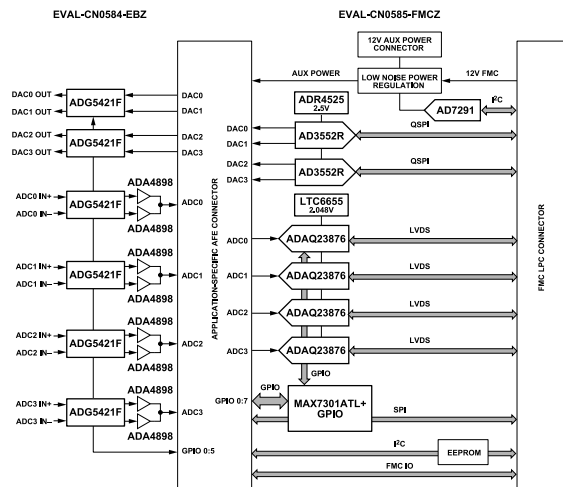 EVAL-CN0584-EBZ
EVAL-CN0585-FMCZ
12V AUX POWER
CONNECTOR
AUX POWER
LOW NOISE POWER
REGULATION
12V FMC
I2C
AD7291
DAC0 OUT
DAC1 OUT
ADG5421F
DAC0
DAC1
DAC2 OUT
DAC3 OUT
ADG5421F
DAC2
DAC3
ADR4525
2.5V
DAC0
DAC1
AD3552R
QSPI
DAC2
DAC3
AD3552R
QSPI
LTC6655
2.048V
ADC0 IN+
ADC0 IN–
ADG5421F
ADA4898
ADA4898
ADC0
ADC0
ADAQ23876
LVDS
ADC1 IN+
ADC1 IN–
ADG5421F
ADA4898
ADA4898
ADC1
ADC1
ADAQ23876
LVDS
ADC2 IN+
ADC2 IN–
ADG5421F
ADA4898
ADA4898
ADC2
ADC2
ADAQ23876
LVDS
ADC3 IN+
ADC3 IN–
ADG5421F
ADA4898
ADA4898
ADC3
ADC3
ADAQ23876
LVDS
GPIO
GPIO 0:7
GPIO
MAX7301ATL+
GPIO
SPI
GPIO 0:5
I2C
EEPROM
FMC IO
APPLICATION-SPECIFIC AFE CONNECTOR
FMC LPC CONNECTOR